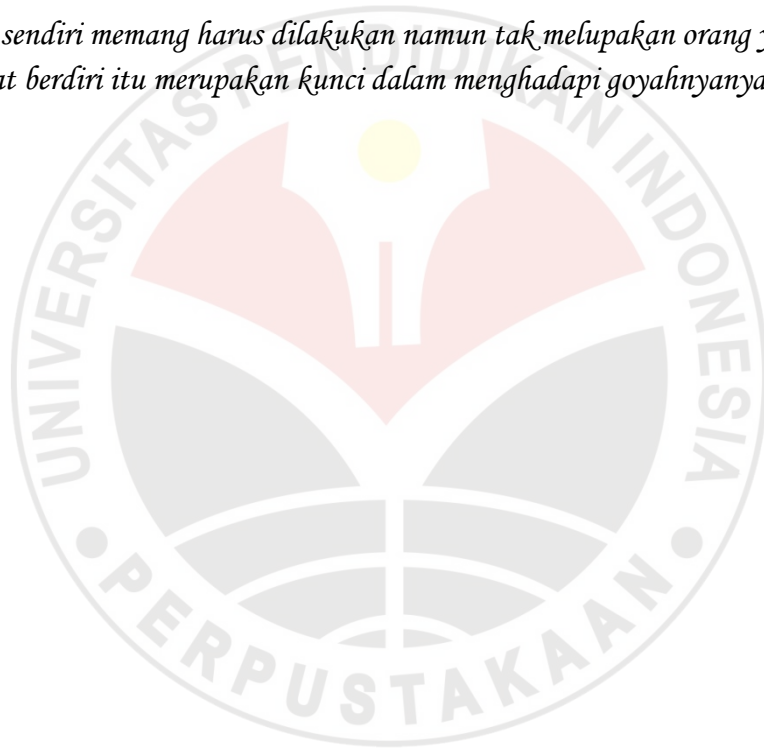 sendiri memang harus dilakukan namun tak melupakan orang
at berdiri itu merupakan kunci dalam menghadapi goyahnyanya
UNIVERSITAS PENDIDIKAN INDONESIA
PERPUSTAKAAN